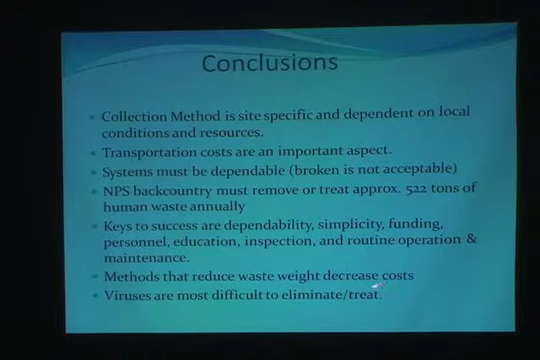 Conclusions
Collection Method is site specific and dependent on local
conditions and resources.
Transportation costs are an important aspect.
Systems must be dependable (broken is not acceptable)
NPS backcountry must remove or treat approx. 522 tons of
human waste annually
Keys to success are dependability, simplicity, funding,
personnel, education, inspection, and routine operation &
maintenance.
Methods that reduce waste weight decrease costs
Viruses are most difficult to eliminate/treat.